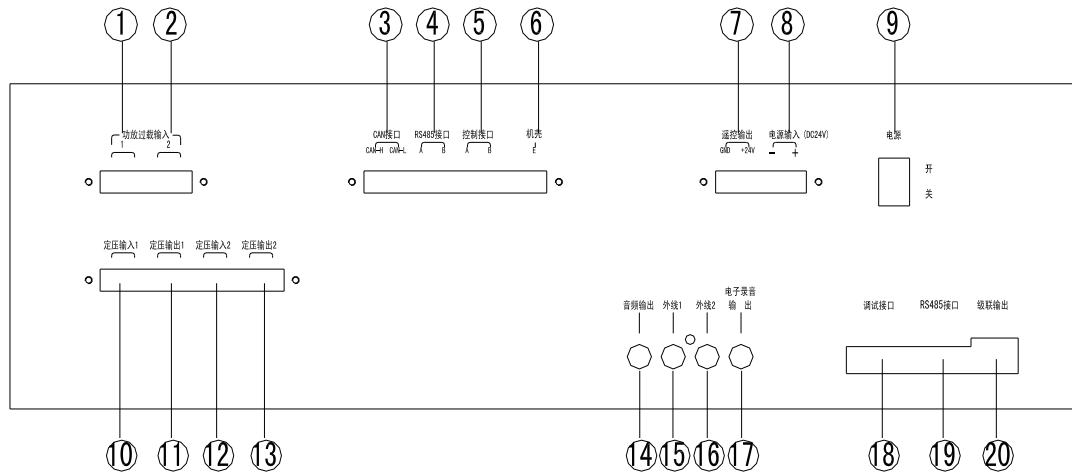 ① ② ③ ④ ⑤ ⑥ ⑦ ⑧ ⑨
功放过载输入
1 2
CAN接口 RS485接口 控制接口 机壳
CAN-H CAN-L A B A B E
遥控输出 电源输入 (DC24V)
GND +24V － +
电源
开
关
定压输入1 定压输出1 定压输入2 定压输出2
音频输出 外线1 外线2 电子录音
输 出
调试接口 RS485接口 级联输出
⑩ ⑪ ⑫ ⑬ ⑭ ⑮ ⑯ ⑰ ⑱ ⑲ ⑳